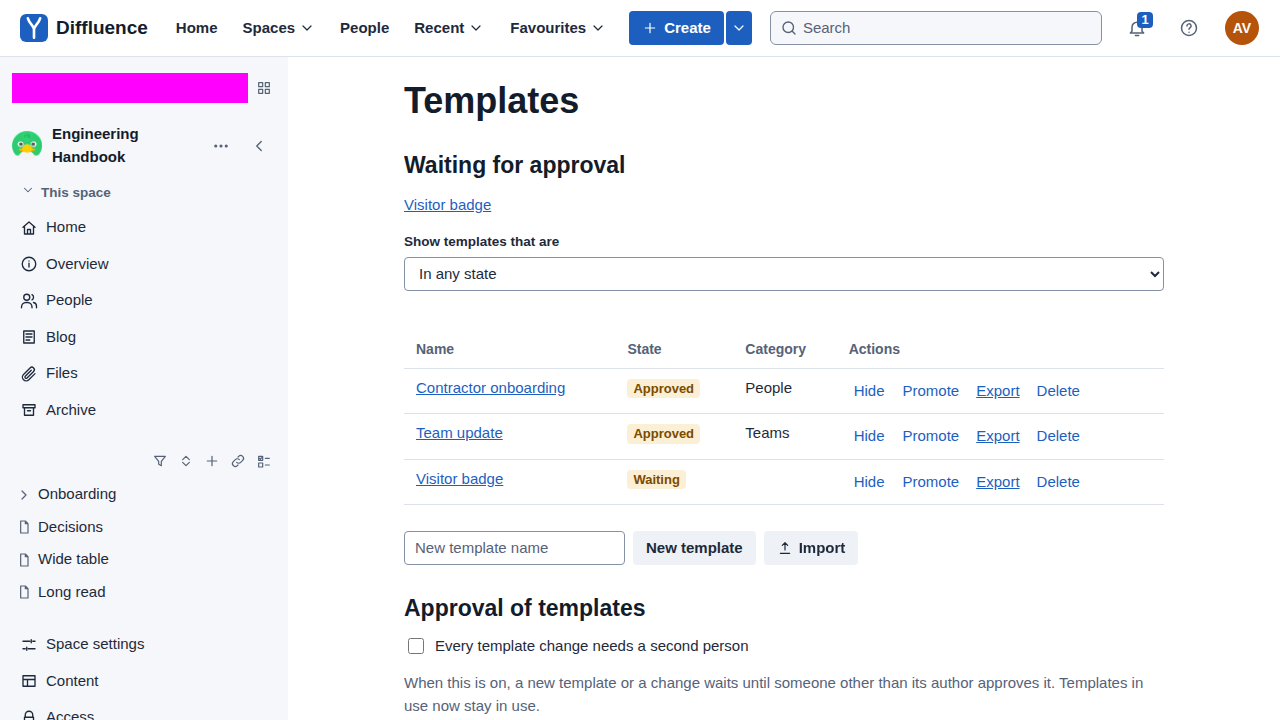 Diffluence
Home
Spaces
People
Recent
Favourites
Create
Search
1
AV
Engineering
Handbook
This space
Home
Overview
People
Blog
Files
Archive
Onboarding
Decisions
Wide table
Long read
Space settings
Content
Access
Templates
Waiting for approval
Visitor badge
Show templates that are
In any state
Name State Category Actions
Contractor onboarding Approved People Hide Promote Export Delete
Team update Approved Teams Hide Promote Export Delete
Visitor badge Waiting Hide Promote Export Delete
New template name New template Import
Approval of templates
Every template change needs a second person
When this is on, a new template or a change waits until someone other than its author approves it. Templates in
use now stay in use.